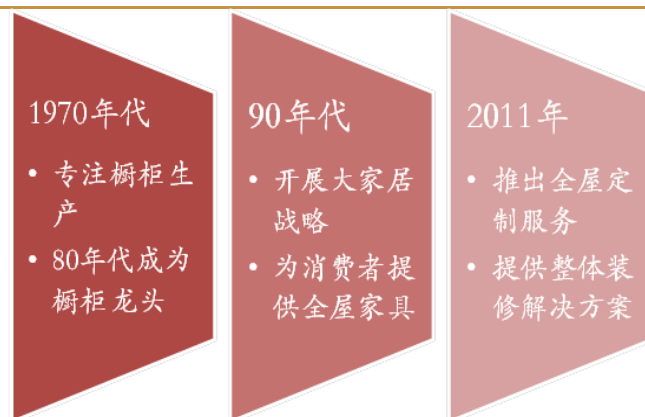 1970年代
• 专注橱柜生
产
• 80年代成为
橱柜龙头
90年代
• 开展大家居
战略
• 为消费者提
供全屋家具
2011年
• 推出全屋定
制服务
• 提供整体装
修解决方案